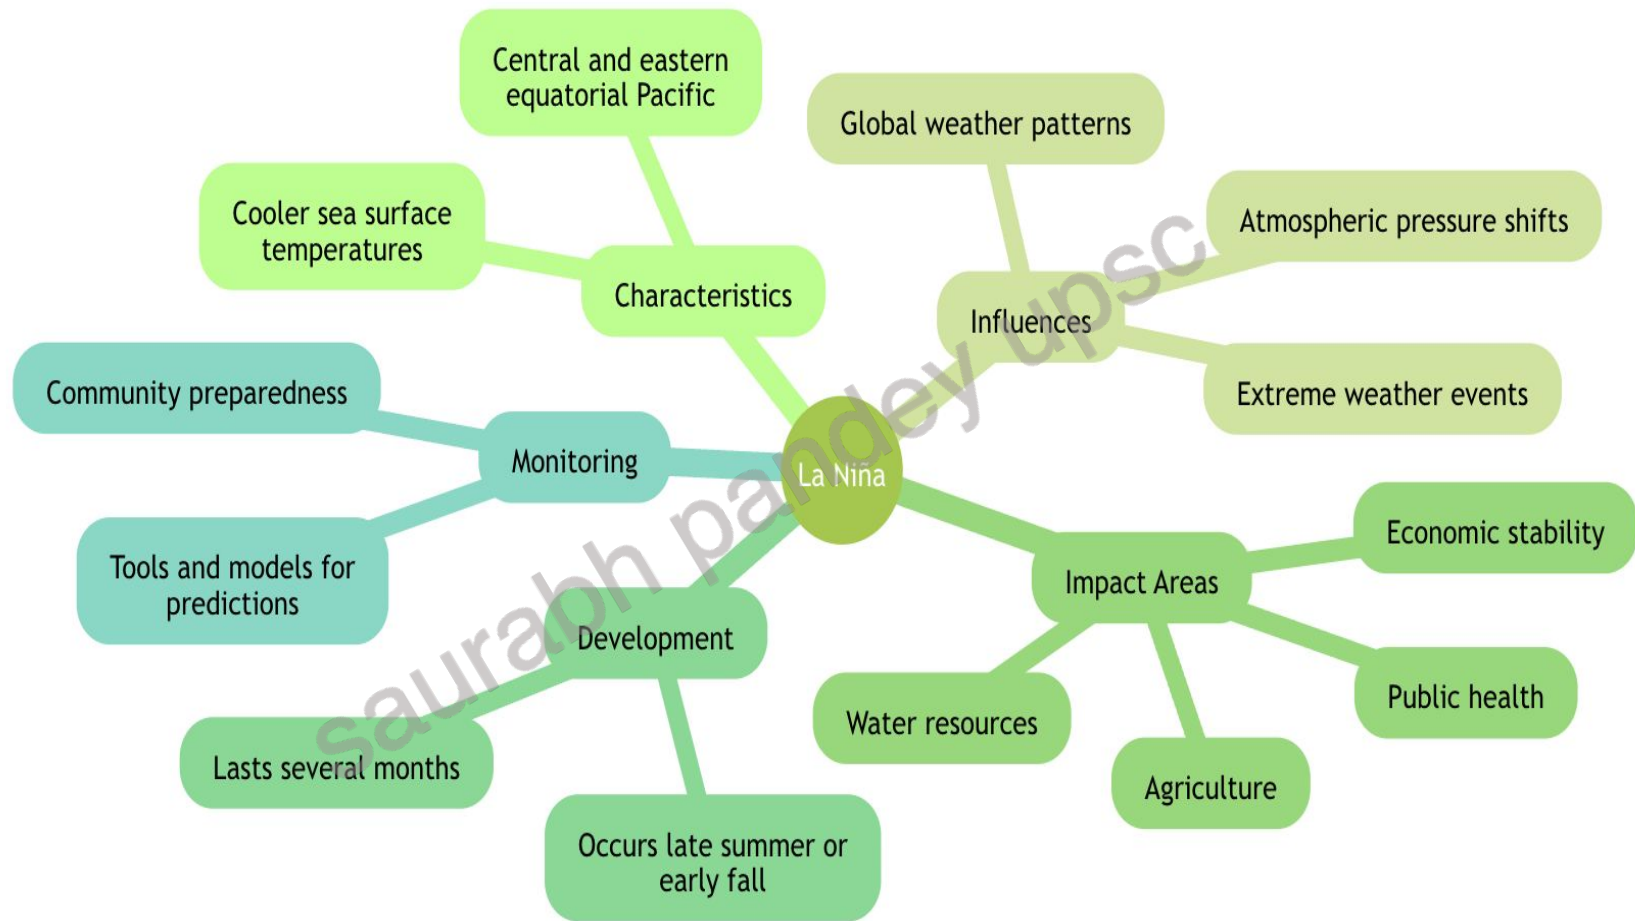 Central and eastern
equatorial Pacific
Global weather patterns
Cooler sea surface
temperatures
Atmospheric pressure shifts
Characteristics
Influences
Community preparedness
Extreme weather events
Monitoring
La Niña
Economic stability
Tools and models for
predictions
Impact Areas
Development
Public health
Water resources
Lasts several months
Agriculture
Occurs late summer or
early fall
saurabh pandey upsc